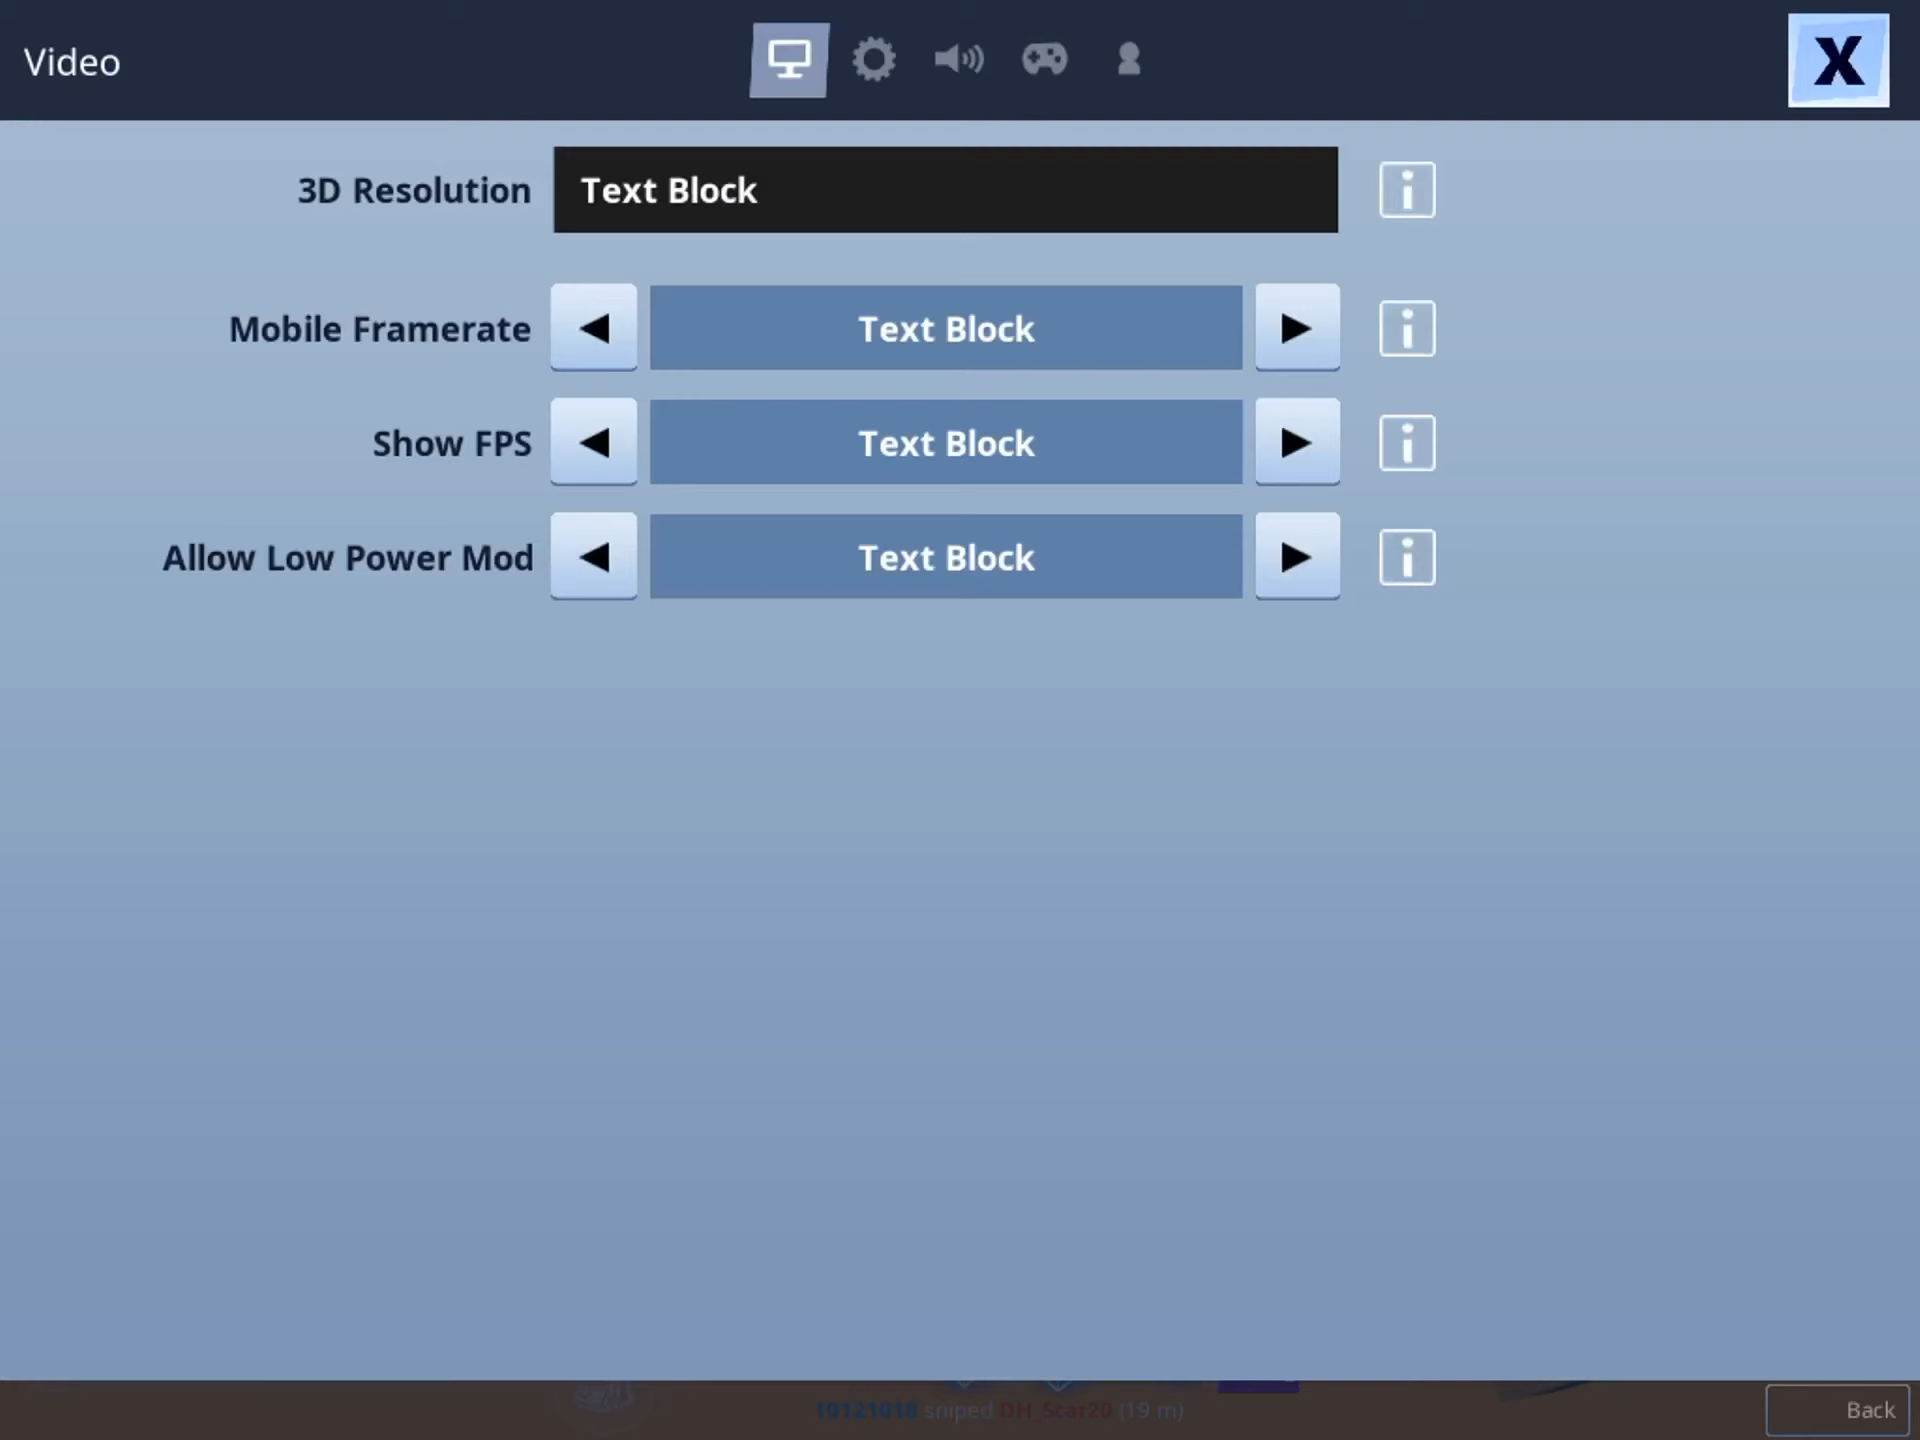 Video
X
3D Resolution Text Block
Mobile Framerate Text Block
Show FPS Text Block
Allow Low Power Mod Text Block
10121018 sniped DH_Scar20 (19 m)
Back